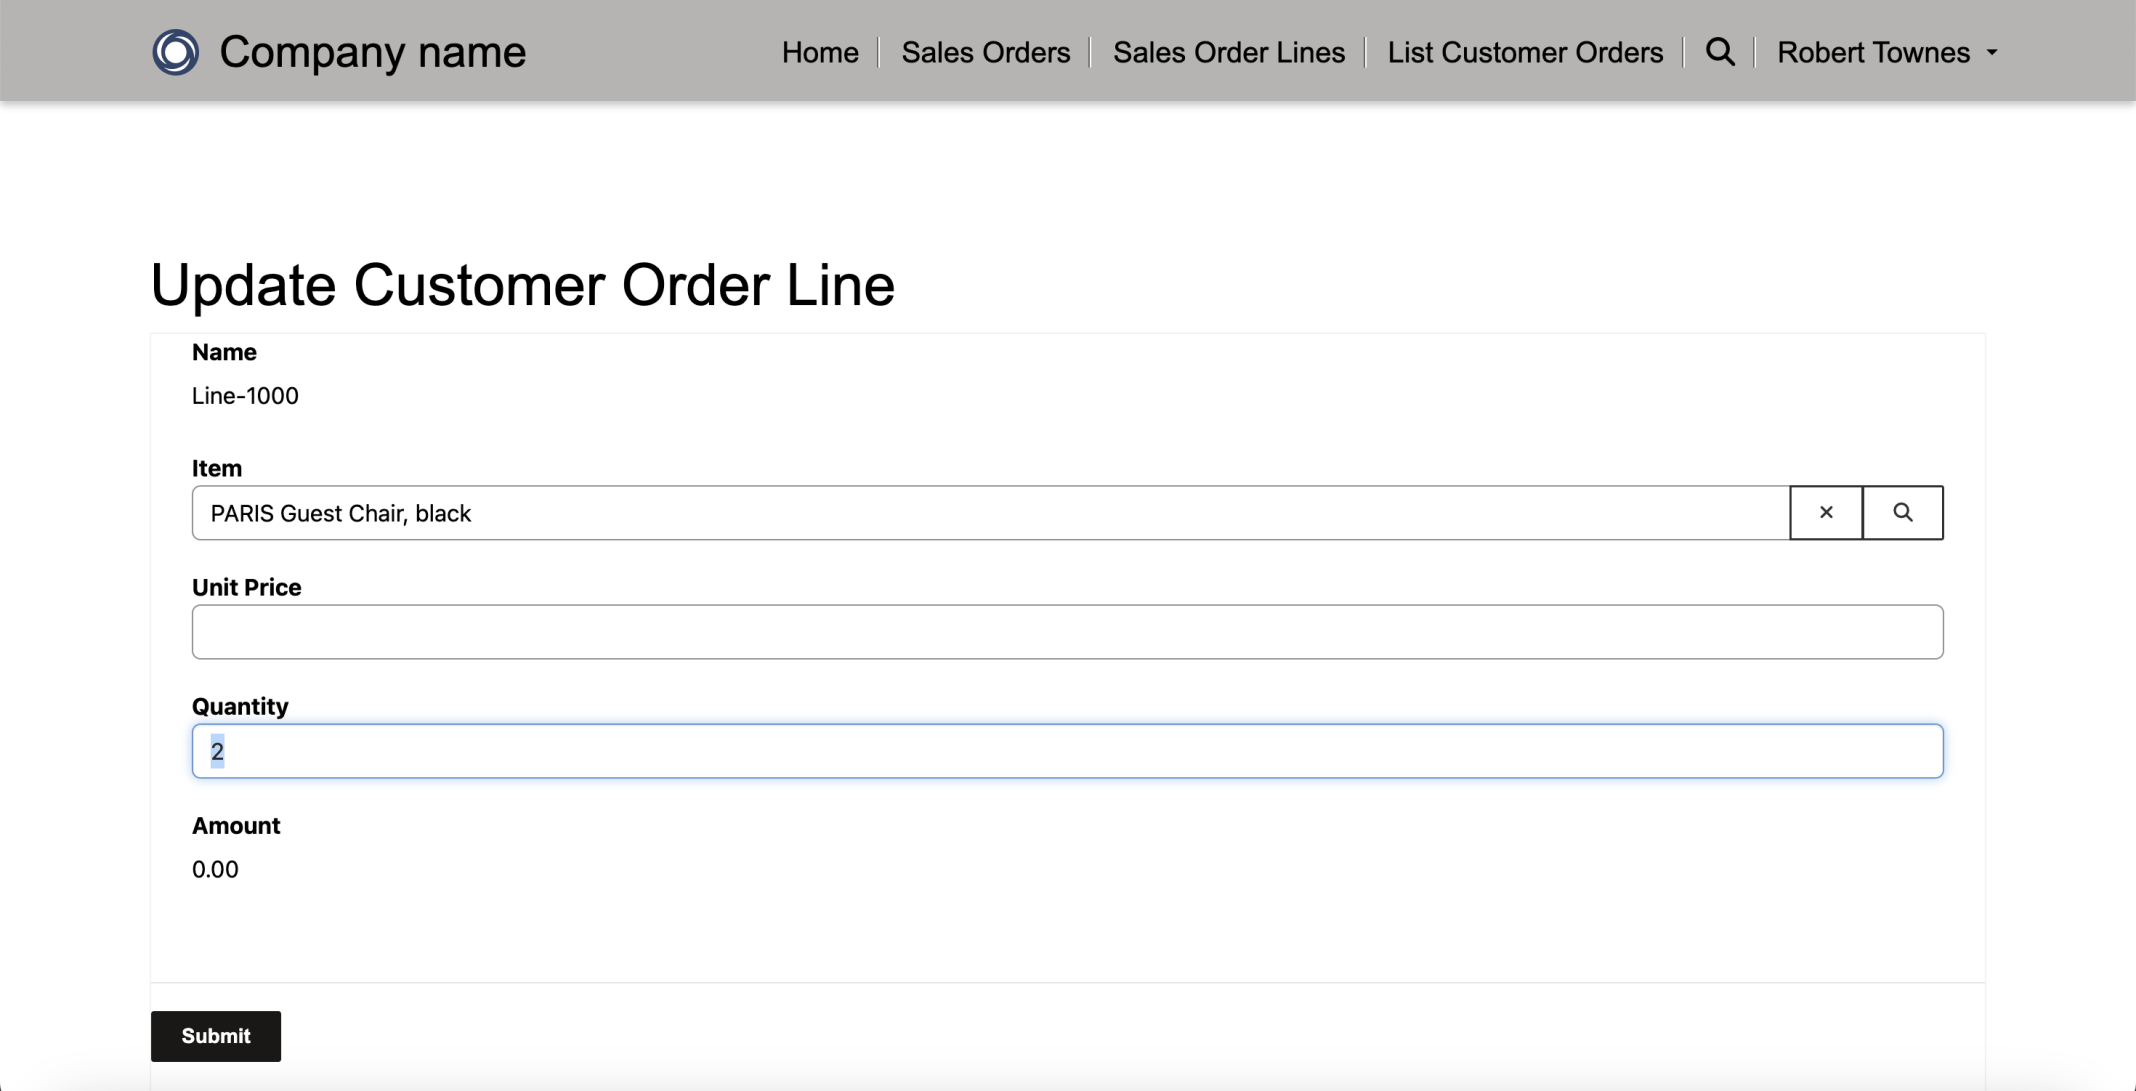 Company name
Home
Sales Orders
Sales Order Lines
List Customer Orders
Robert Townes
Update Customer Order Line
Name
Line-1000
Item
PARIS Guest Chair, black
Unit Price
Quantity
2
Amount
0.00
Submit